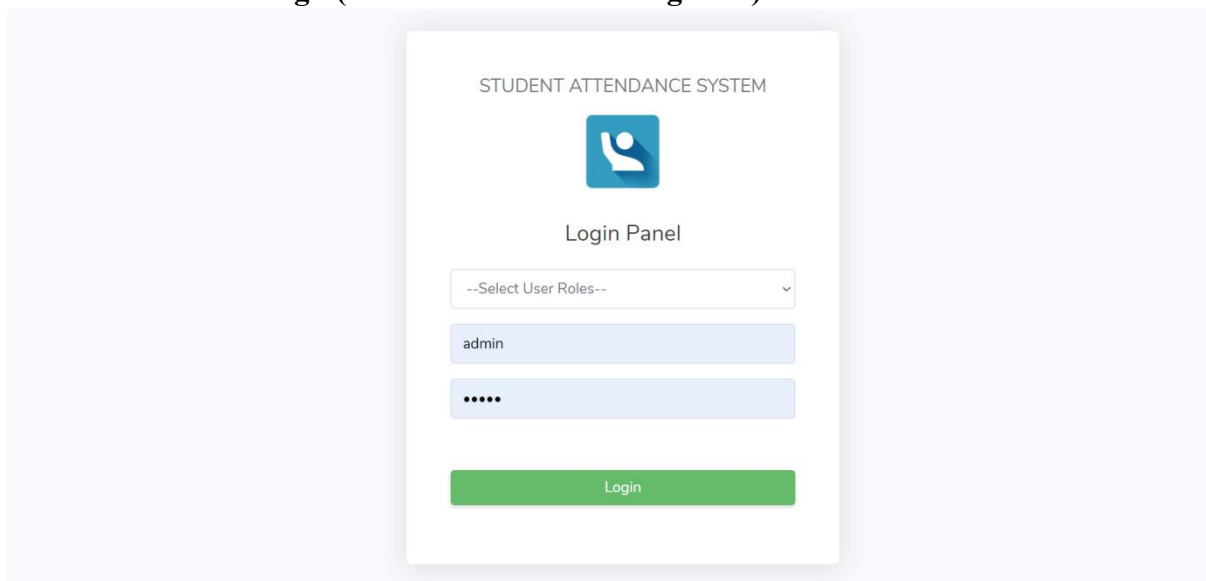 STUDENT ATTENDANCE SYSTEM
Login Panel
--Select User Roles--
admin
•••••
Login